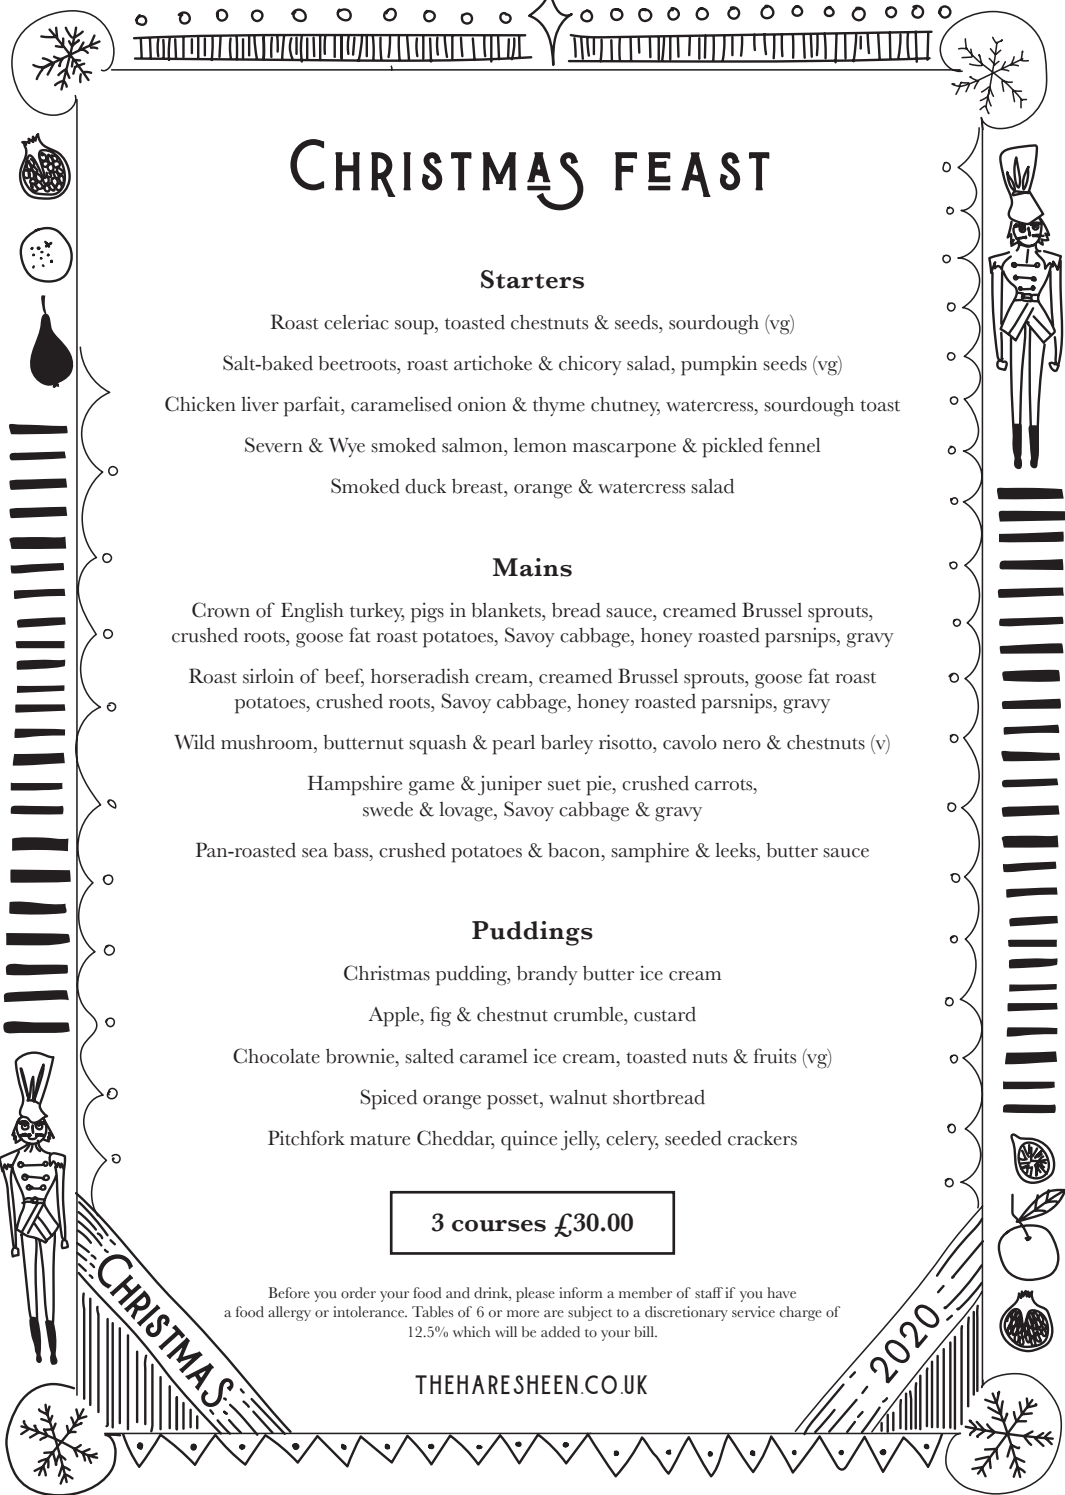 Christmas feast
Starters
Roast celeriac soup, toasted chestnuts & seeds, sourdough (vg)
Salt-baked beetroots, roast artichoke & chicory salad, pumpkin seeds (vg)
Chicken liver parfait, caramelised onion & thyme chutney, watercress, sourdough toast
Severn & Wye smoked salmon, lemon mascarpone & pickled fennel
Smoked duck breast, orange & watercress salad
Mains
Crown of English turkey, pigs in blankets, bread sauce, creamed Brussel sprouts,
crushed roots, goose fat roast potatoes, Savoy cabbage, honey roasted parsnips, gravy
Roast sirloin of beef, horseradish cream, creamed Brussel sprouts, goose fat roast
potatoes, crushed roots, Savoy cabbage, honey roasted parsnips, gravy
Wild mushroom, butternut squash & pearl barley risotto, cavolo nero & chestnuts (v)
Hampshire game & juniper suet pie, crushed carrots,
swede & lovage, Savoy cabbage & gravy
Pan-roasted sea bass, crushed potatoes & bacon, samphire & leeks, butter sauce
Puddings
Christmas pudding, brandy butter ice cream
Apple, fig & chestnut crumble, custard
Chocolate brownie, salted caramel ice cream, toasted nuts & fruits (vg)
Spiced orange posset, walnut shortbread
Pitchfork mature Cheddar, quince jelly, celery, seeded crackers
3 courses £30.00
Before you order your food and drink, please inform a member of staff if you have
a food allergy or intolerance. Tables of 6 or more are subject to a discretionary service charge of
12.5% which will be added to your bill.
THEHARESHEEN.CO.UK
CHRISTMAS
2020